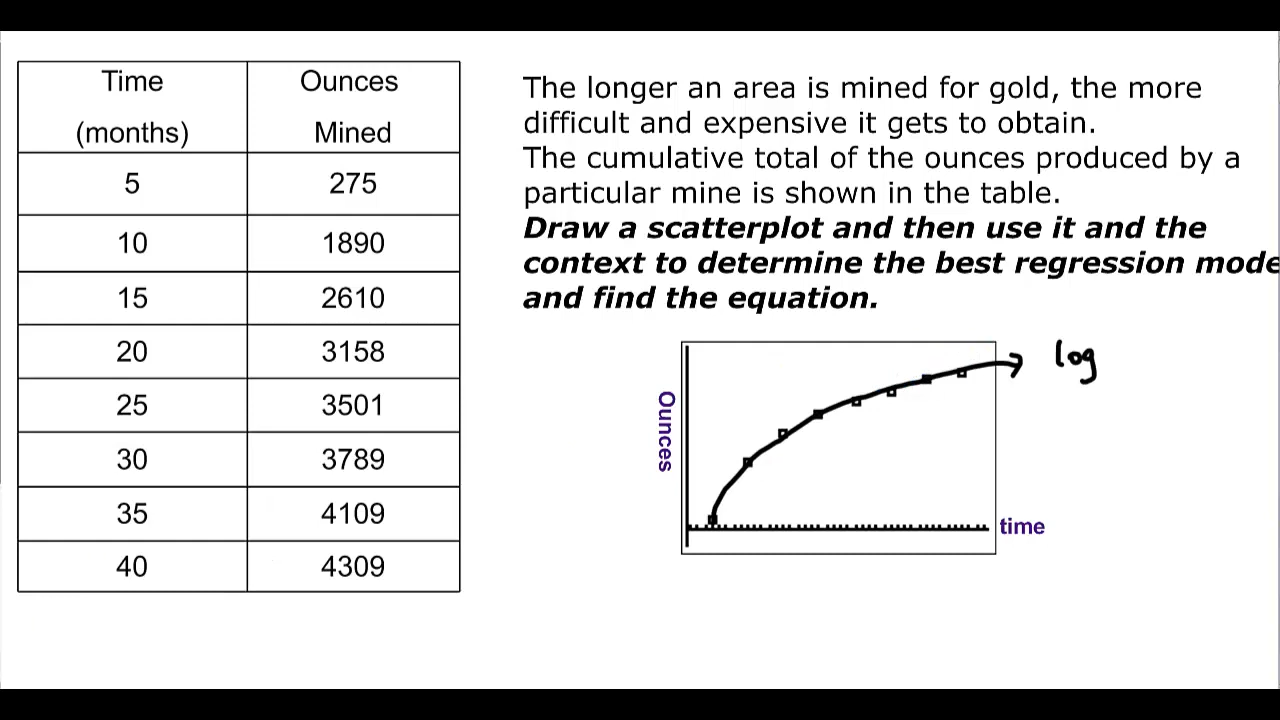 Time
(months)
Ounces
Mined
5 275
10 1890
15 2610
20 3158
25 3501
30 3789
35 4109
40 4309
The longer an area is mined for gold, the more
difficult and expensive it gets to obtain.
The cumulative total of the ounces produced by a
particular mine is shown in the table.
Draw a scatterplot and then use it and the
context to determine the best regression mode
and find the equation.
Ounces
time
log